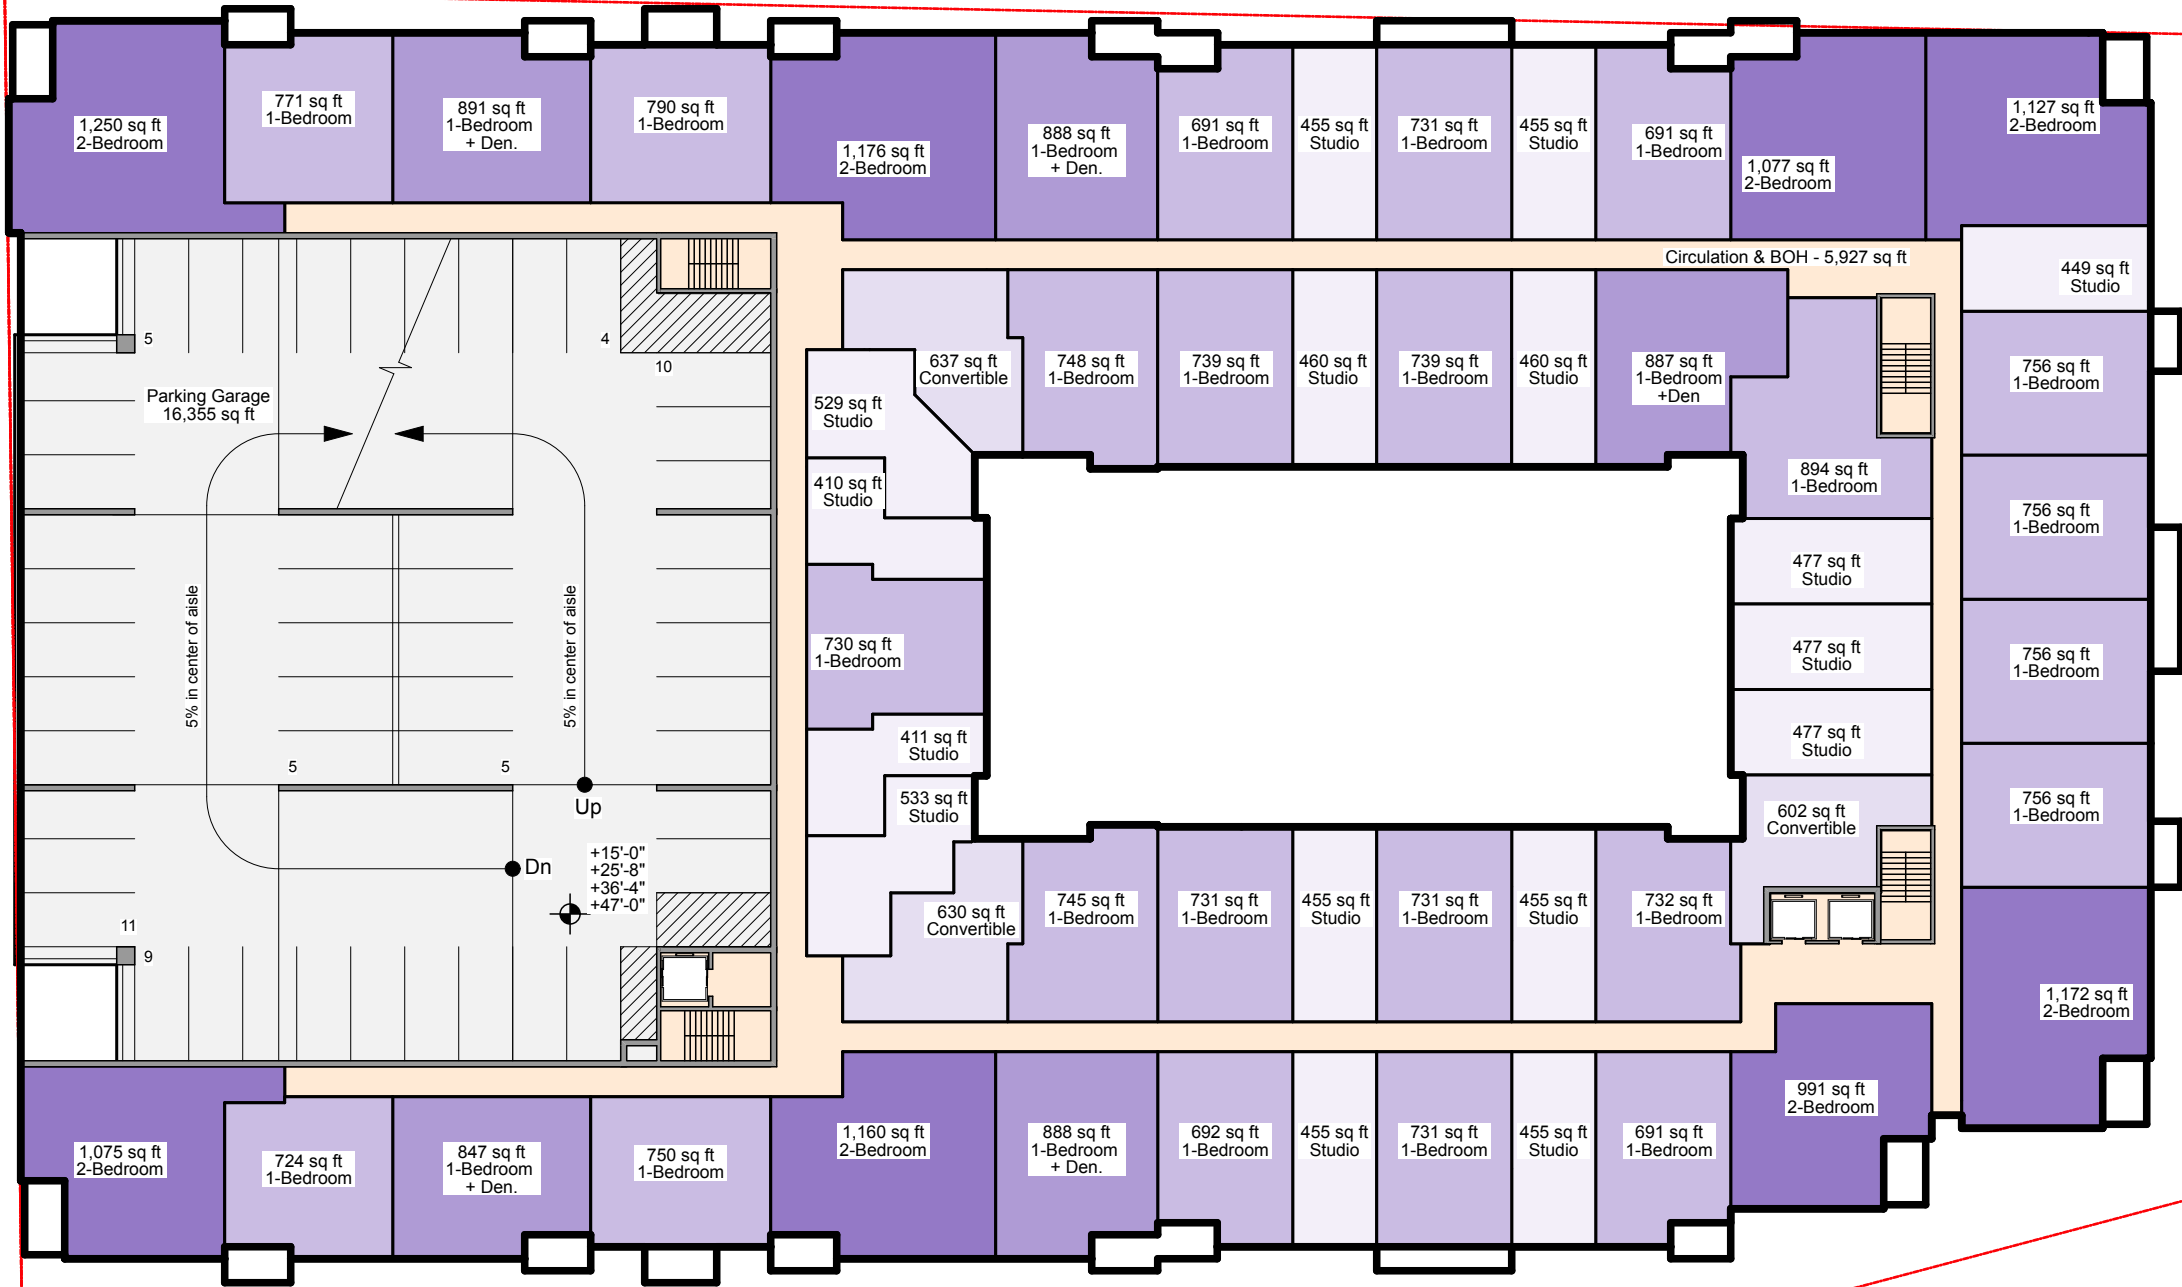 1,250 sq ft
2-Bedroom
771 sq ft
1-Bedroom
891 sq ft
1-Bedroom
+ Den.
790 sq ft
1-Bedroom
1,176 sq ft
2-Bedroom
888 sq ft
1-Bedroom
+ Den.
691 sq ft
1-Bedroom
455 sq ft
Studio
731 sq ft
1-Bedroom
455 sq ft
Studio
691 sq ft
1-Bedroom
1,077 sq ft
2-Bedroom
1,127 sq ft
2-Bedroom
Circulation & BOH - 5,927 sq ft
449 sq ft
Studio
5
4
10
Parking Garage
16,355 sq ft
637 sq ft
Convertible
748 sq ft
1-Bedroom
739 sq ft
1-Bedroom
460 sq ft
Studio
739 sq ft
1-Bedroom
460 sq ft
Studio
887 sq ft
1-Bedroom
+Den
756 sq ft
1-Bedroom
529 sq ft
Studio
410 sq ft
Studio
894 sq ft
1-Bedroom
756 sq ft
1-Bedroom
477 sq ft
Studio
5% in center of aisle
5% in center of aisle
730 sq ft
1-Bedroom
477 sq ft
Studio
756 sq ft
1-Bedroom
411 sq ft
Studio
477 sq ft
Studio
5
5
Up
533 sq ft
Studio
602 sq ft
Convertible
756 sq ft
1-Bedroom
Dn
+15'-0"
+25'-8"
+36'-4"
+47'-0"
11
9
630 sq ft
Convertible
745 sq ft
1-Bedroom
731 sq ft
1-Bedroom
455 sq ft
Studio
731 sq ft
1-Bedroom
455 sq ft
Studio
732 sq ft
1-Bedroom
1,172 sq ft
2-Bedroom
1,075 sq ft
2-Bedroom
724 sq ft
1-Bedroom
847 sq ft
1-Bedroom
+ Den.
750 sq ft
1-Bedroom
1,160 sq ft
2-Bedroom
888 sq ft
1-Bedroom
+ Den.
692 sq ft
1-Bedroom
455 sq ft
Studio
731 sq ft
1-Bedroom
455 sq ft
Studio
691 sq ft
1-Bedroom
991 sq ft
2-Bedroom